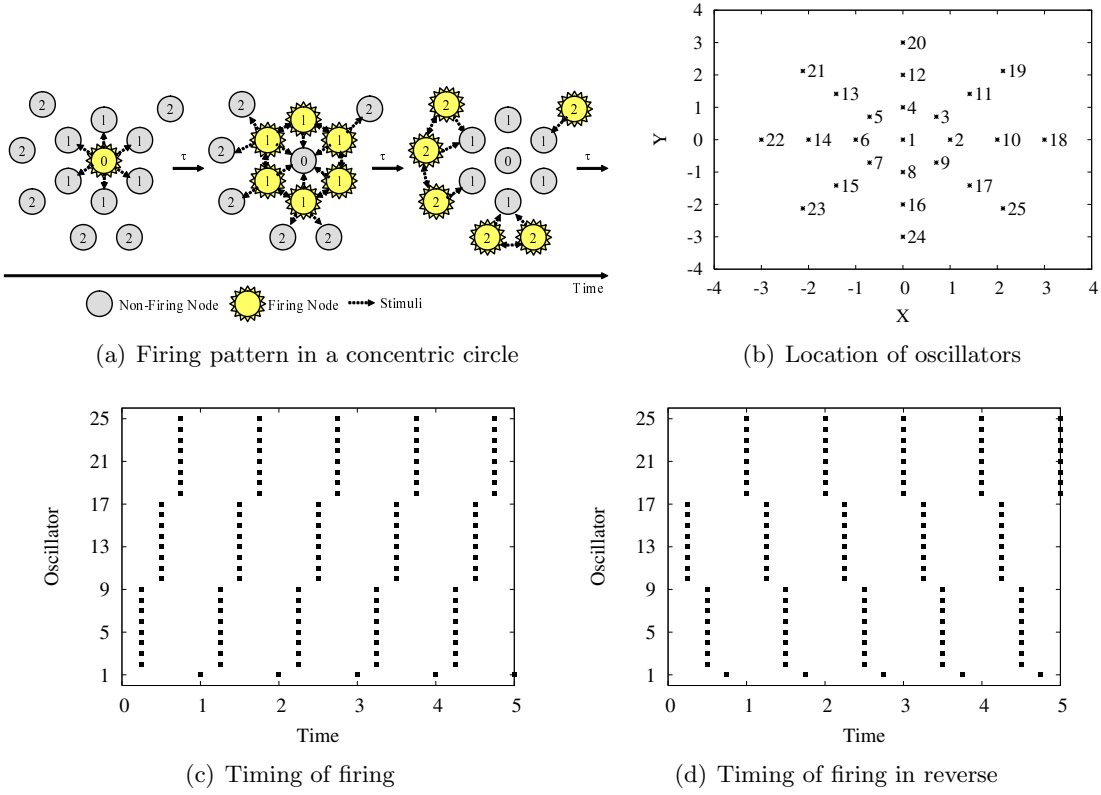 2 2 1 1 1 2 0 1 1 1 2 2 2
τ
2 2 1 1 1 2 0 1 1 1 2 2 2
τ
2 2 1 1 1 2 0 1 1 1 2 2 2
τ
Time
Non-Firing Node Firing Node Stimuli
(a) Firing pattern in a concentric circle
4
3
2
1
0
-1
-2
-3
-4
Y
20
21 19
12
13 11
4
5 3
22 14 6 1 2 10 18
7 9
8
15 17
16
23 25
24
-4 -3 -2 -1 0 1 2 3 4
X
(b) Location of oscillators
25
21
17
13
9
5
1
Oscillator
0 1 2 3 4 5
Time
(c) Timing of firing
25
21
17
13
9
5
1
Oscillator
0 1 2 3 4 5
Time
(d) Timing of firing in reverse